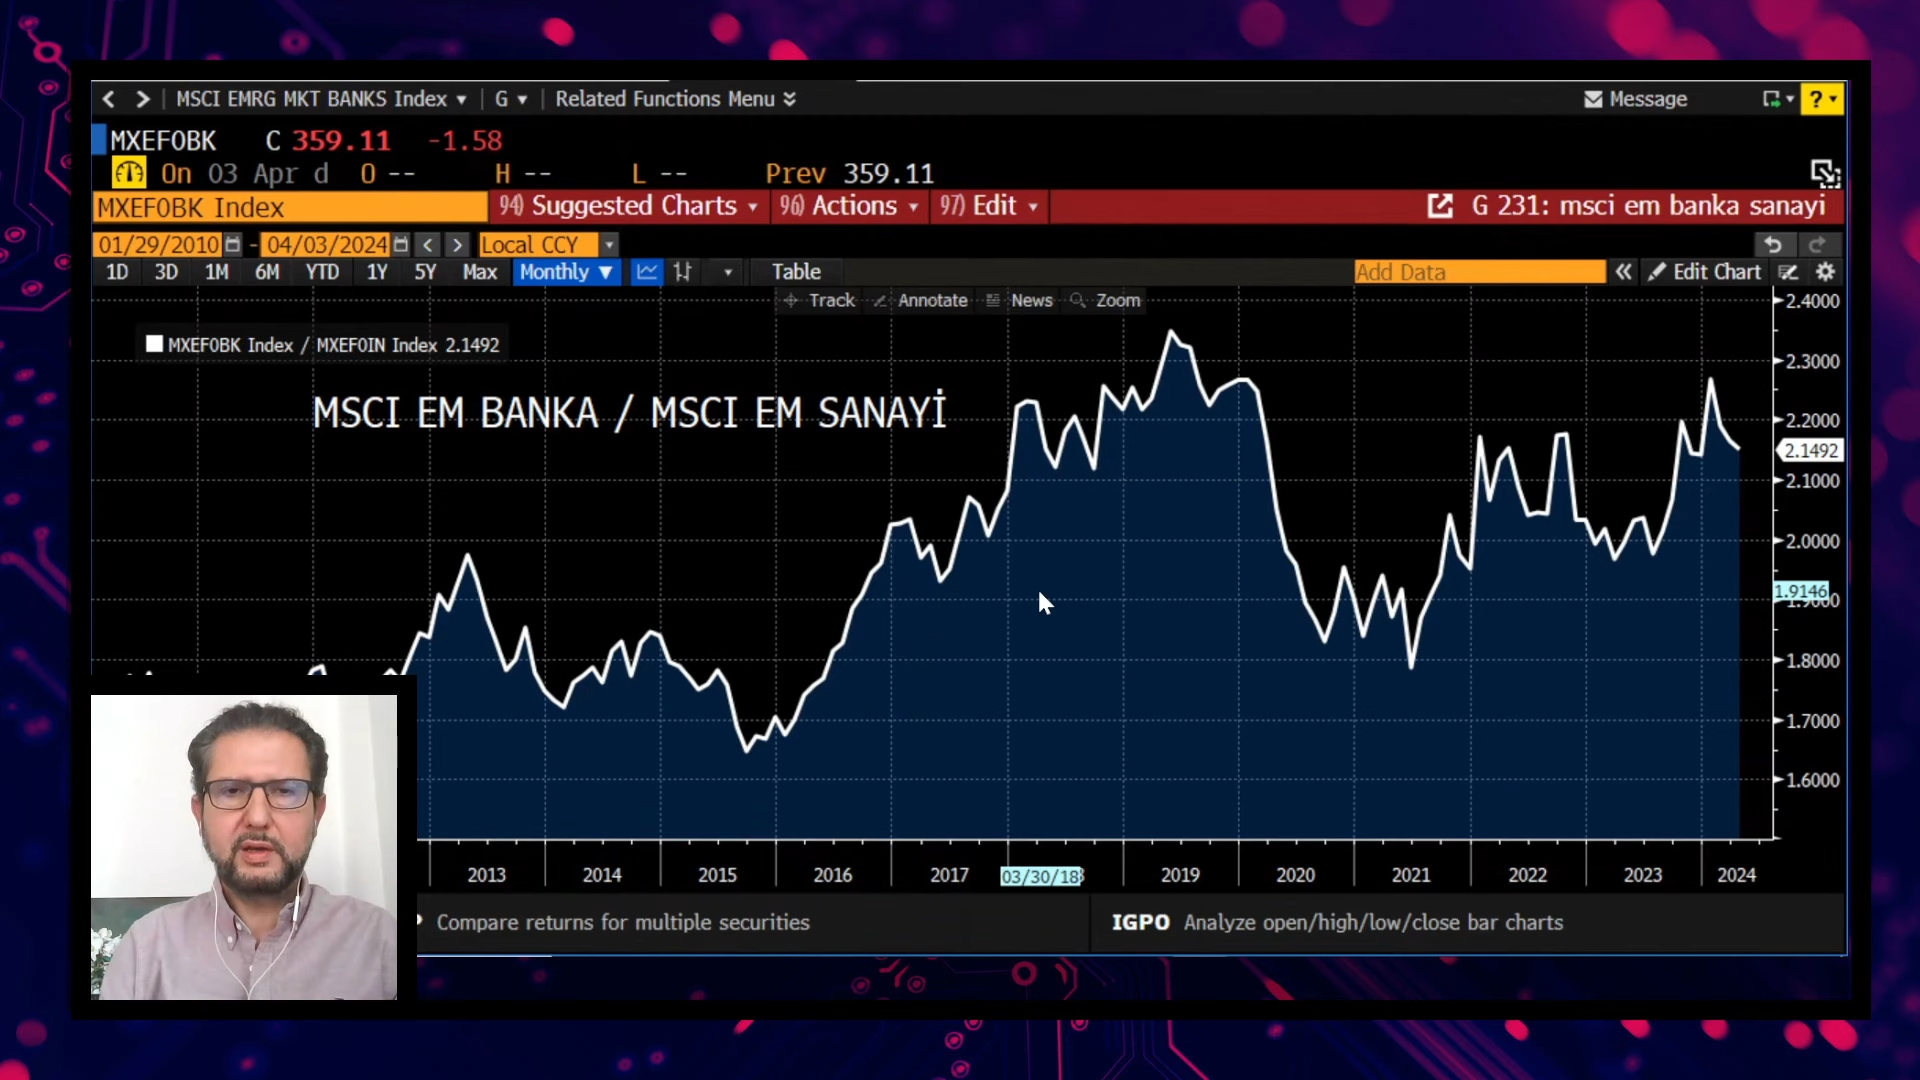 MSCI EMRG MKT BANKS Index G Related Functions Menu Message ?
MXEF0BK C 359.11 -1.58
On 03 Apr d O -- H -- L -- Prev 359.11
MXEF0BK Index 94) Suggested Charts 96) Actions 97) Edit G 231: msci em banka sanayi
01/29/2010 - 04/03/2024 Local CCY
1D 3D 1M 6M YTD 1Y 5Y Max Monthly Table Add Data Edit Chart
Track Annotate News Zoom
MXEF0BK Index / MXEF0IN Index 2.1492
MSCI EM BANKA / MSCI EM SANAYİ
2.4000
2.3000
2.2000
2.1492
2.1000
2.0000
1.9146
1.9000
1.8000
1.7000
1.6000
2013 2014 2015 2016 2017 03/30/18 2019 2020 2021 2022 2023 2024
Compare returns for multiple securities IGPO Analyze open/high/low/close bar charts